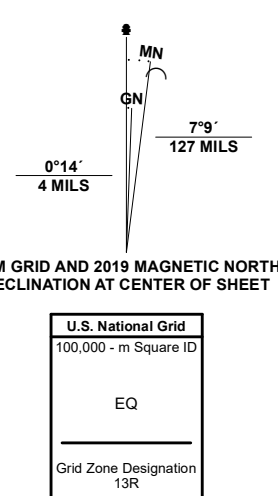 MN
GN
7°9´
127 MILS
0°14´
4 MILS
M GRID AND 2019 MAGNETIC NORTH
ECLINATION AT CENTER OF SHEET
U.S. National Grid
100,000 - m Square ID
EQ
Grid Zone Designation
13R